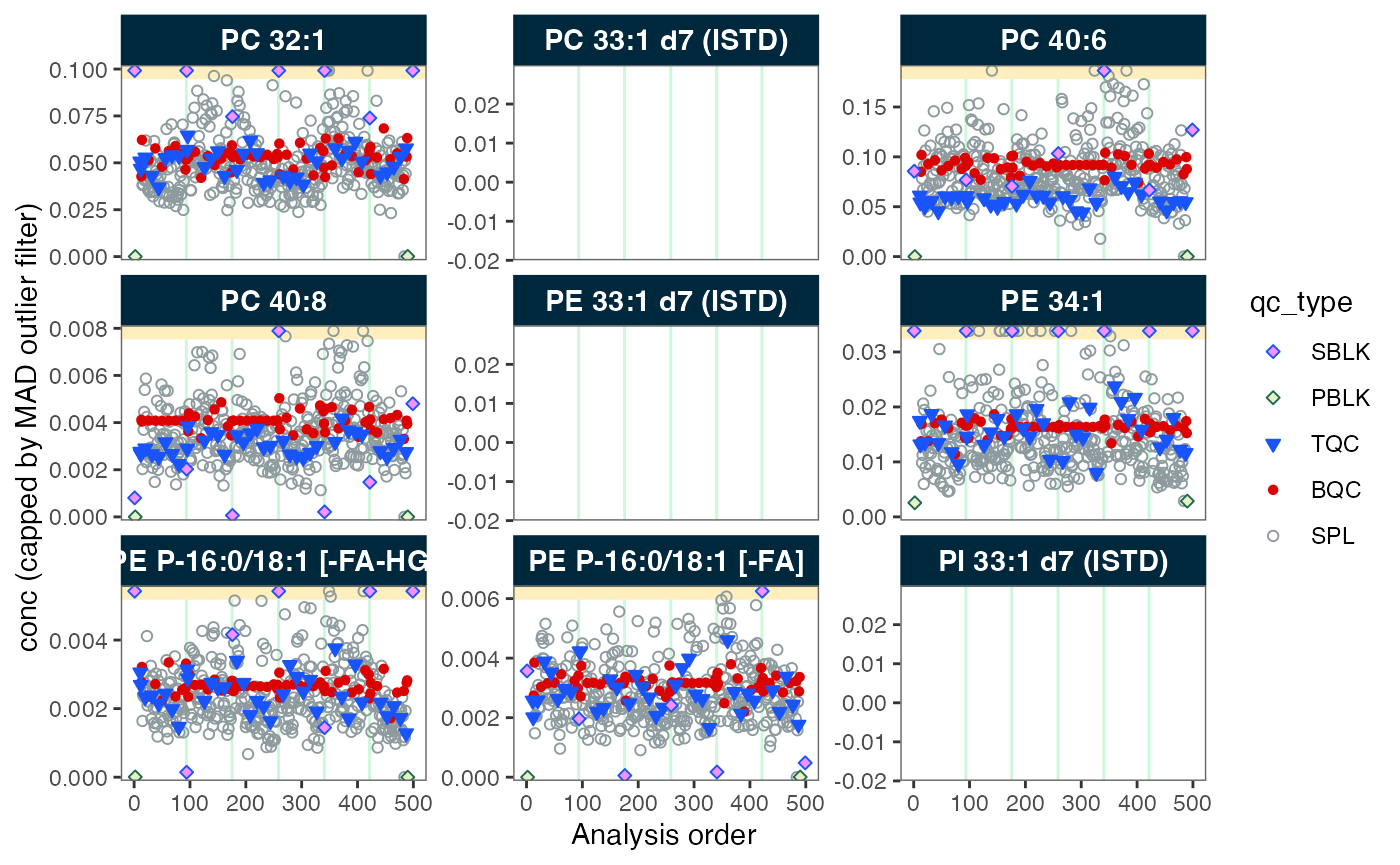 PC 32:1
PC 33:1 d7 (ISTD)
PC 40:6
0.100
0.075
0.050
0.025
0.000
0.02
0.01
0.00
-0.01
-0.02
0.15
0.10
0.05
0.00
PC 40:8
PE 33:1 d7 (ISTD)
PE 34:1
0.008
0.006
0.004
0.002
0.000
0.02
0.01
0.00
-0.01
-0.02
0.03
0.02
0.01
0.00
PE P-16:0/18:1 [-FA-HG
PE P-16:0/18:1 [-FA]
PI 33:1 d7 (ISTD)
0.004
0.002
0.000
0.006
0.004
0.002
0.000
0.02
0.01
0.00
-0.01
-0.02
0 100 200 300 400 500
0 100 200 300 400 500
0 100 200 300 400 500
Analysis order
conc (capped by MAD outlier filter)
qc_type
SBLK
PBLK
TQC
BQC
SPL